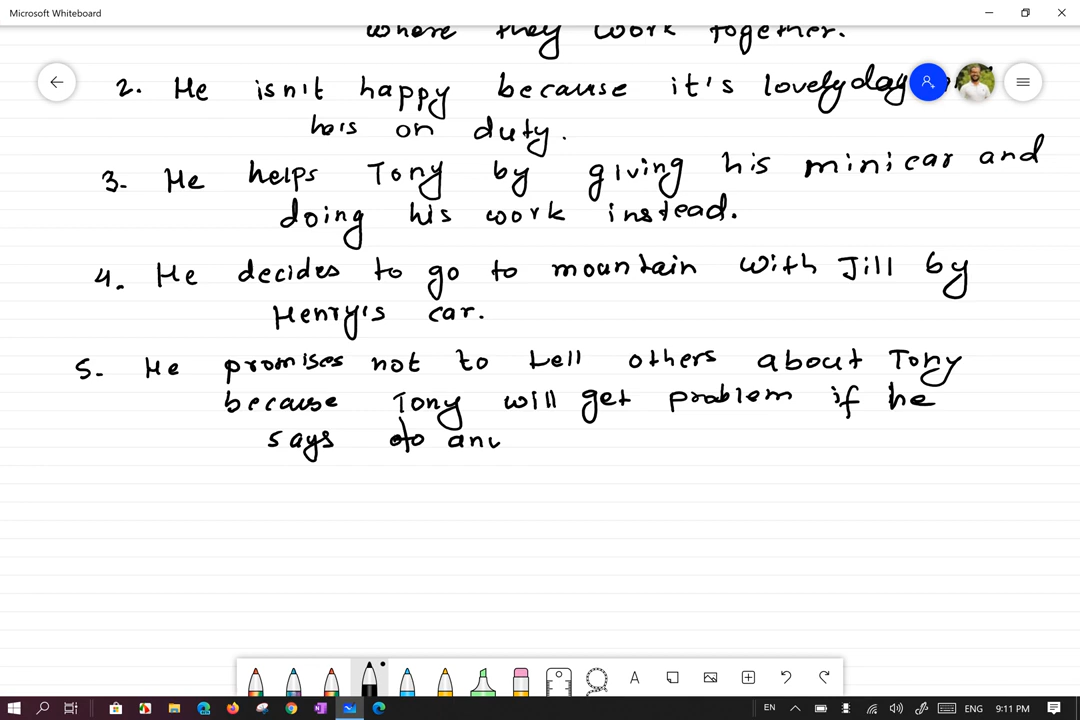 Microsoft Whiteboard
where they work together.
2. He isn't happy because it's lovely day
he's on duty.
3. He helps Tony by giving his minicar and
doing his work instead.
4. He decides to go to mountain with Jill by
Henry's car.
5. He promises not to tell others about Tony
because Tony will get problem if he
says to any
A
EN
ENG
9:11 PM